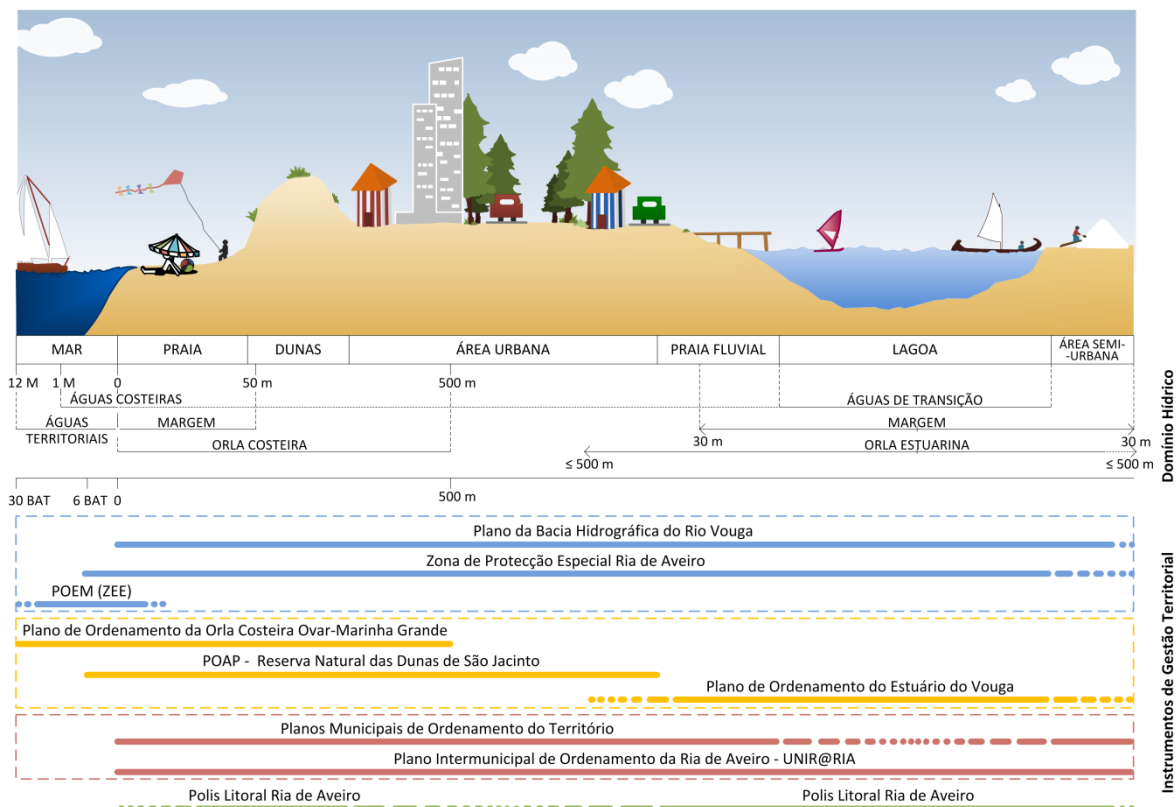 MAR
PRAIA
DUNAS
ÁREA URBANA
PRAIA FLUVIAL
LAGOA
ÁREA SEMI-
-URBANA
12 M
1 M
0
50 m
500 m
ÁGUAS COSTEIRAS
ÁGUAS DE TRANSIÇÃO
ÁGUAS
TERRITORIAIS
MARGEM
MARGEM
ORLA COSTEIRA
30 m
ORLA ESTUARINA
30 m
≤ 500 m
≤ 500 m
Domínio Hídrico
30 BAT
6 BAT
0
500 m
Plano da Bacia Hidrográfica do Rio Vouga
Zona de Protecção Especial Ria de Aveiro
POEM (ZEE)
Plano de Ordenamento da Orla Costeira Ovar-Marinha Grande
POAP - Reserva Natural das Dunas de São Jacinto
Plano de Ordenamento do Estuário do Vouga
Planos Municipais de Ordenamento do Território
Plano Intermunicipal de Ordenamento da Ria de Aveiro - UNIR@RIA
Polis Litoral Ria de Aveiro
Polis Litoral Ria de Aveiro
Instrumentos de Gestão Territorial